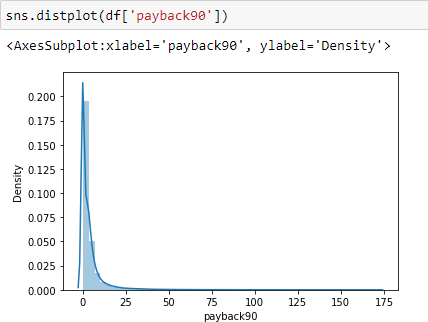 sns.distplot(df['payback90'])
<AxesSubplot:xlabel='payback90', ylabel='Density'>
0.200
0.175
0.150
0.125
0.100
0.075
0.050
0.025
0.000
Density
0 25 50 75 100 125 150 175
payback90